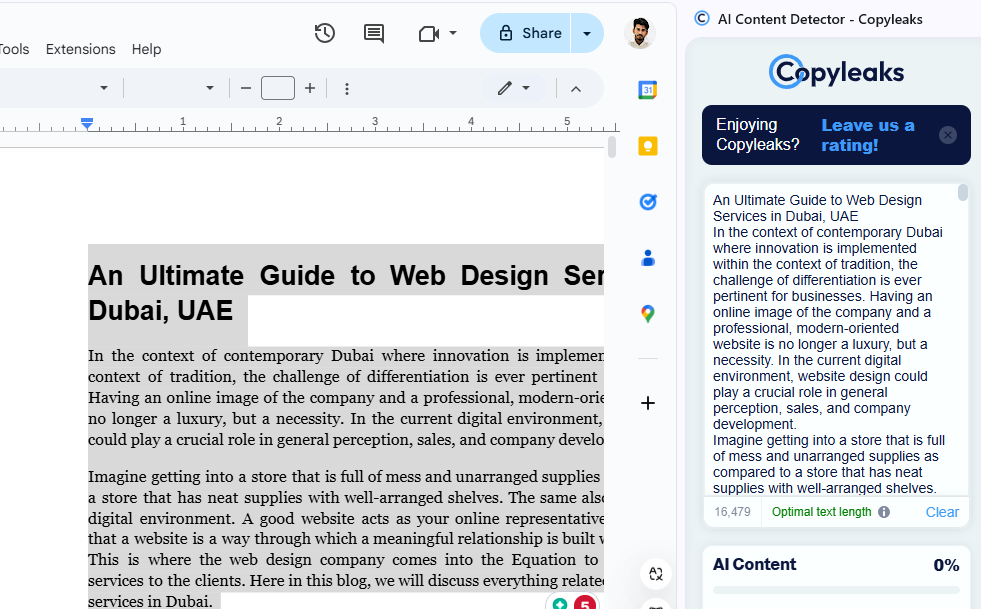 AI Content Detector - Copyleaks
Tools Extensions Help
Share
Copyleaks
Enjoying Copyleaks?
Leave us a rating!
1 2 3 4 5
31
An Ultimate Guide to Web Design Ser
Dubai, UAE
In the context of contemporary Dubai where innovation is implemen
context of tradition, the challenge of differentiation is ever pertinent
Having an online image of the company and a professional, modern-orie
no longer a luxury, but a necessity. In the current digital environment,
could play a crucial role in general perception, sales, and company develo
Imagine getting into a store that is full of mess and unarranged supplies
a store that has neat supplies with well-arranged shelves. The same also
digital environment. A good website acts as your online representative
that a website is a way through which a meaningful relationship is built w
This is where the web design company comes into the Equation to
services to the clients. Here in this blog, we will discuss everything relate
services in Dubai.
5
An Ultimate Guide to Web Design
Services in Dubai, UAE
In the context of contemporary Dubai
where innovation is implemented
within the context of tradition, the
challenge of differentiation is ever
pertinent for businesses. Having an
online image of the company and a
professional, modern-oriented
website is no longer a luxury, but a
necessity. In the current digital
environment, website design could
play a crucial role in general
perception, sales, and company
development.
Imagine getting into a store that is full
of mess and unarranged supplies as
compared to a store that has neat
supplies with well-arranged shelves.
16,479 Optimal text length Clear
AI Content 0%